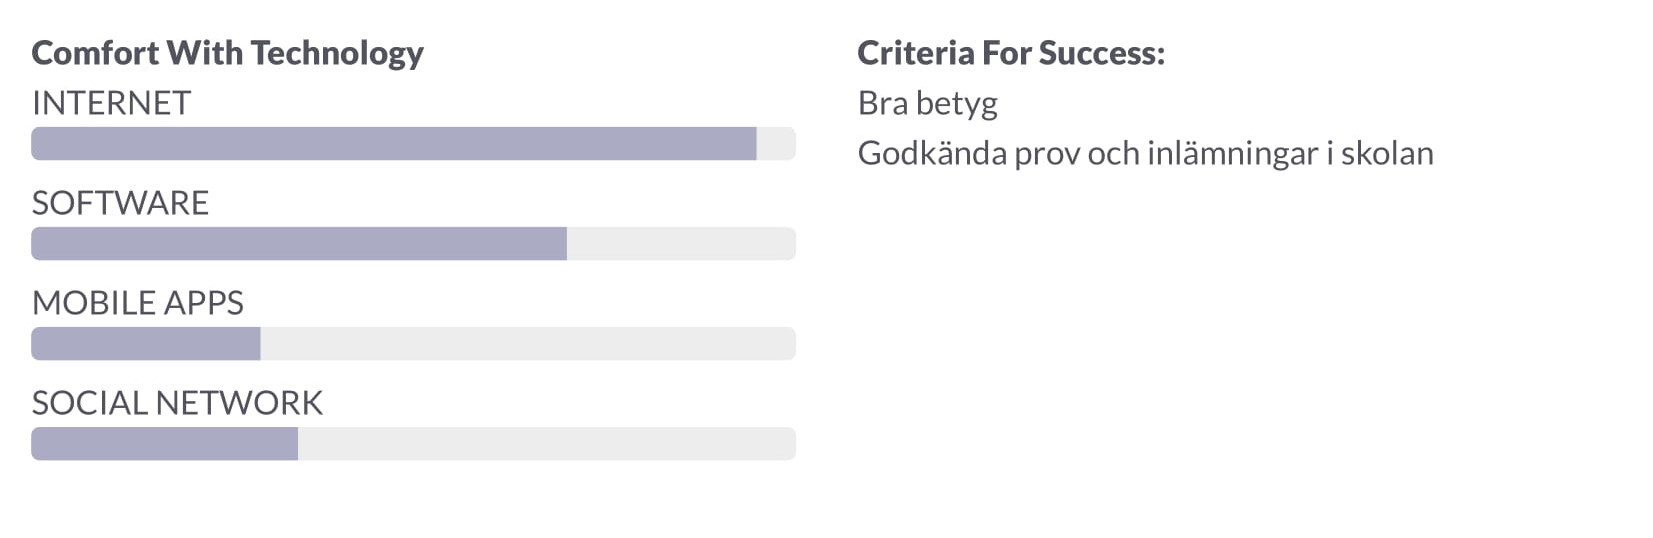 Comfort With Technology
INTERNET
SOFTWARE
MOBILE APPS
SOCIAL NETWORK
Criteria For Success:
Bra betyg
Godkända prov och inlämningar i skolan